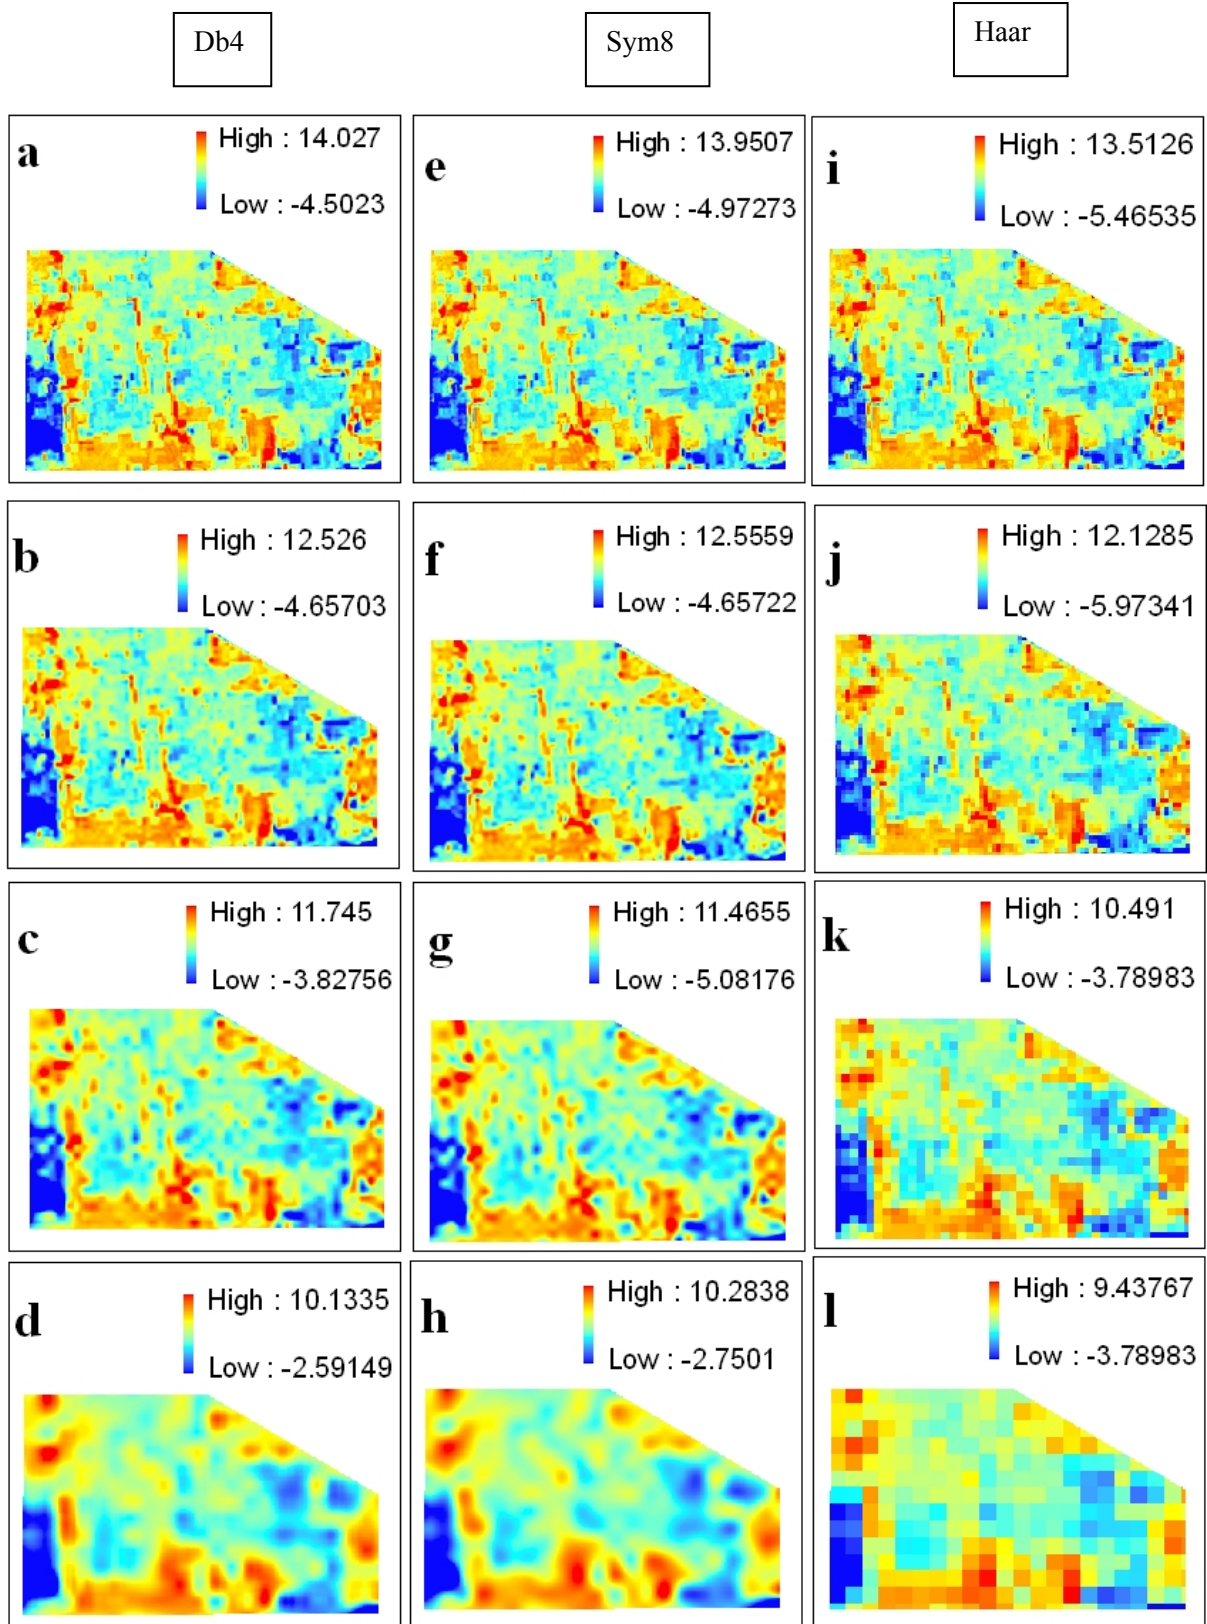 Db4
Sym8
Haar
a
High : 14.027
Low : -4.5023
e
High : 13.9507
Low : -4.97273
i
High : 13.5126
Low : -5.46535
b
High : 12.526
Low : -4.65703
f
High : 12.5559
Low : -4.65722
j
High : 12.1285
Low : -5.97341
c
High : 11.745
Low : -3.82756
g
High : 11.4655
Low : -5.08176
k
High : 10.491
Low : -3.78983
d
High : 10.1335
Low : -2.59149
h
High : 10.2838
Low : -2.7501
l
High : 9.43767
Low : -3.78983